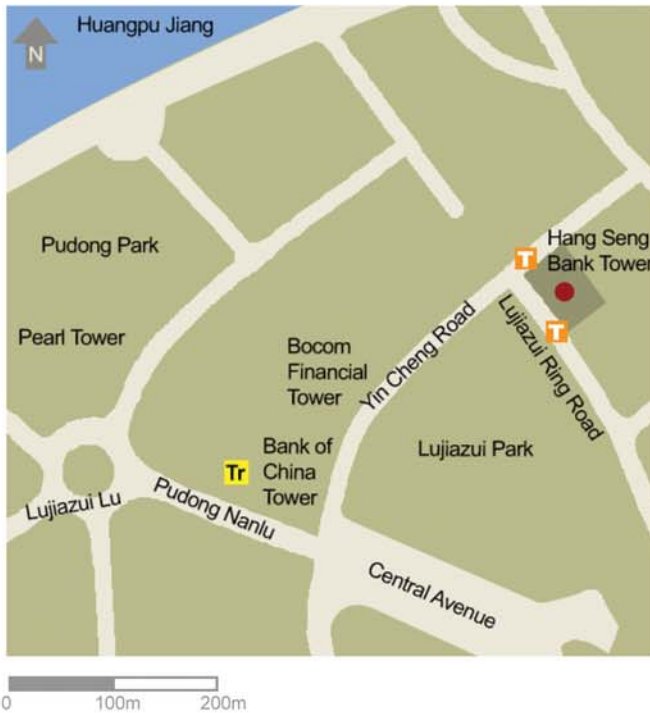 Huangpu Jiang
N
Pudong Park
Hang Seng
Bank Tower
T
Pearl Tower
T
Bocom
Financial
Tower
Yin Cheng Road
Lujiazui Ring Road
Tr
Bank of
China
Tower
Lujiazui Park
Lujiazui Lu
Pudong Nanlu
Central Avenue
0 100m 200m